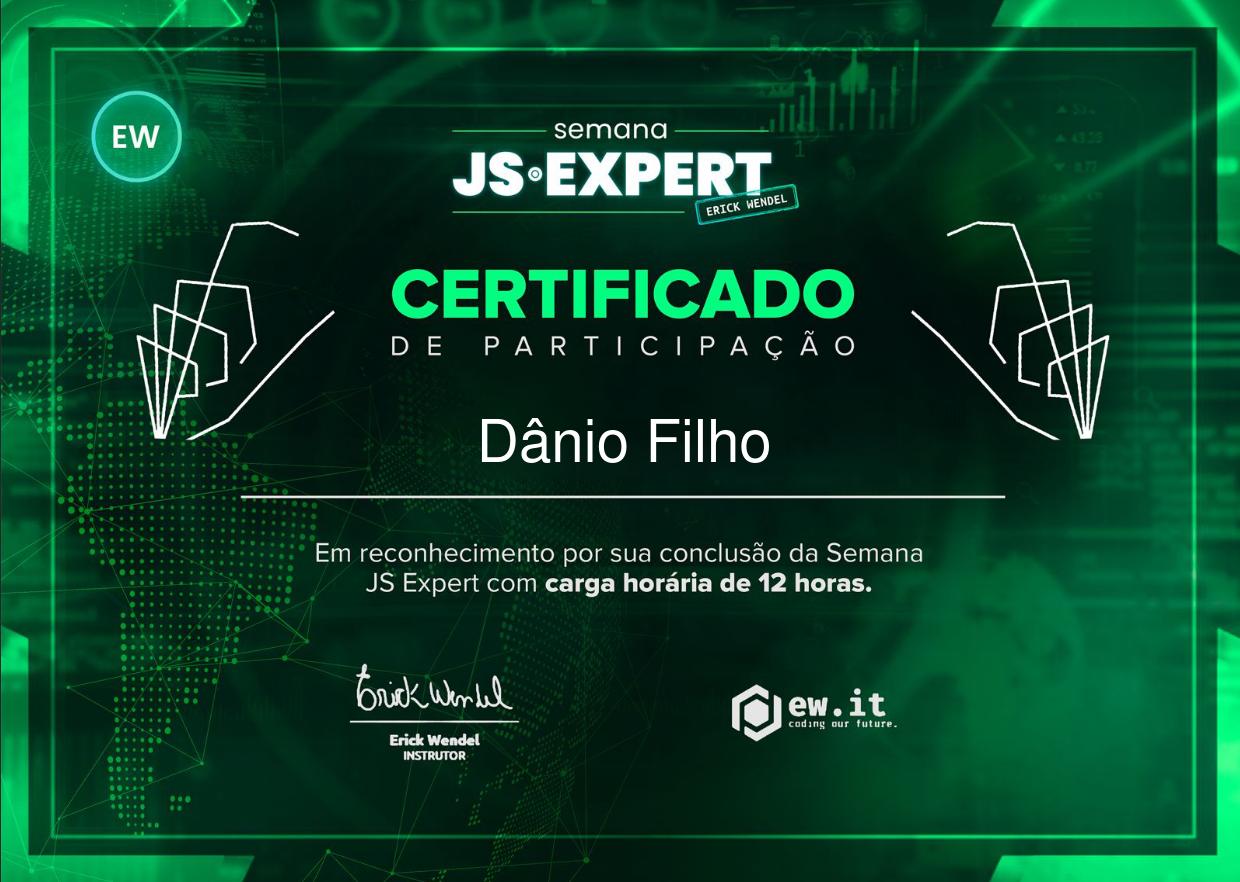 EW
semana
JS EXPERT
ERICK WENDEL
CERTIFICADO
DE PARTICIPAÇÃO
Dânio Filho
Em reconhecimento por sua conclusão da Semana
JS Expert com carga horária de 12 horas.
Erick Wendel
Erick Wendel
INSTRUTOR
ew.it
coding our future.